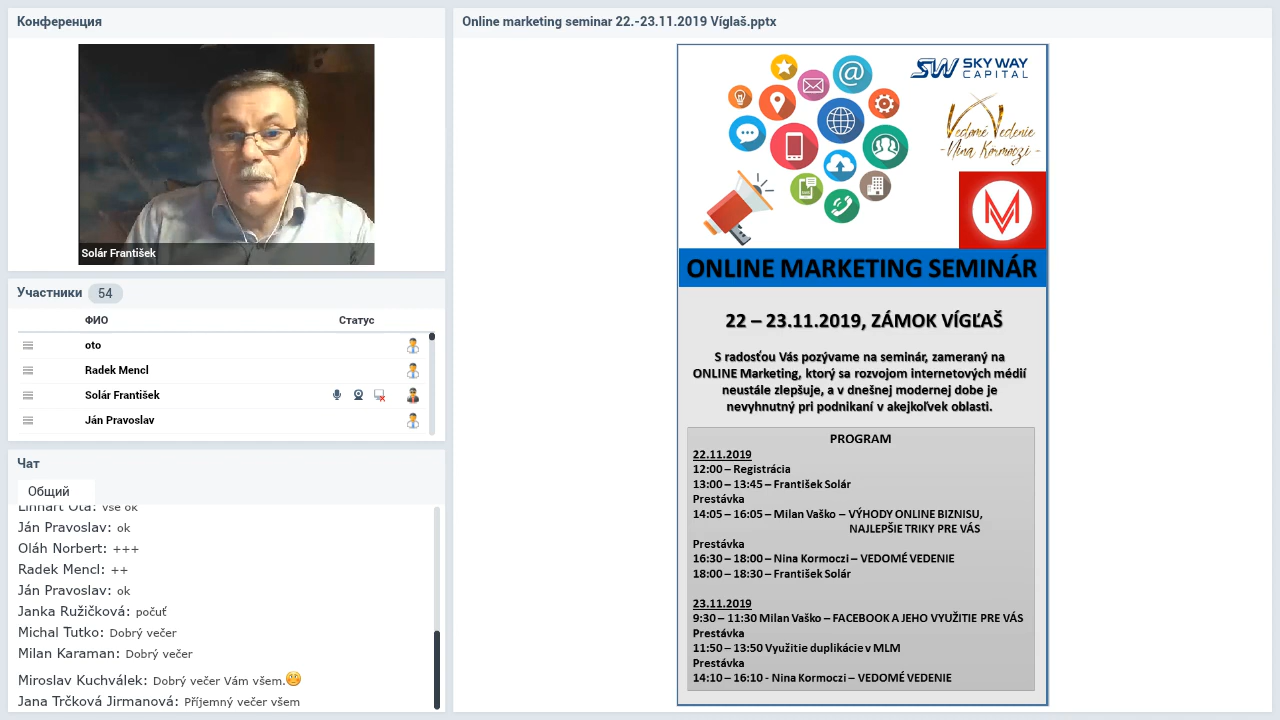 Конференция
Solár František
Участники 54
ФИО Статус
oto
Radek Mencl
Solár František
Ján Pravoslav
Чат
Общий
Linhart Ota: vše ok
Ján Pravoslav: ok
Oláh Norbert: +++
Radek Mencl: ++
Ján Pravoslav: ok
Janka Ružičková: počuť
Michal Tutko: Dobrý večer
Milan Karaman: Dobrý večer
Miroslav Kuchválek: Dobrý večer Vám všem.
Jana Trčková Jirmanová: Příjemný večer všem
Online marketing seminar 22.-23.11.2019 Vígľaš.pptx
SW SKY WAY
CAPITAL
Vedomé Vedenie
- Nina Kormoczi -
ONLINE MARKETING SEMINÁR
22 – 23.11.2019, ZÁMOK VÍGĽAŠ
S radosťou Vás pozývame na seminár, zameraný na
ONLINE Marketing, ktorý sa rozvojom internetových médií
neustále zlepšuje, a v dnešnej modernej dobe je
nevyhnutný pri podnikaní v akejkoľvek oblasti.
PROGRAM
22.11.2019
12:00 – Registrácia
13:00 – 13:45 – František Solár
Prestávka
14:05 – 16:05 – Milan Vaško – VÝHODY ONLINE BIZNISU,
NAJLEPŠIE TRIKY PRE VÁS
Prestávka
16:30 – 18:00 – Nina Kormoczi – VEDOMÉ VEDENIE
18:00 – 18:30 – František Solár
23.11.2019
9:30 – 11:30 Milan Vaško – FACEBOOK A JEHO VYUŽITIE PRE VÁS
Prestávka
11:50 – 13:50 Využitie duplikácie v MLM
Prestávka
14:10 – 16:10 - Nina Kormoczi – VEDOMÉ VEDENIE